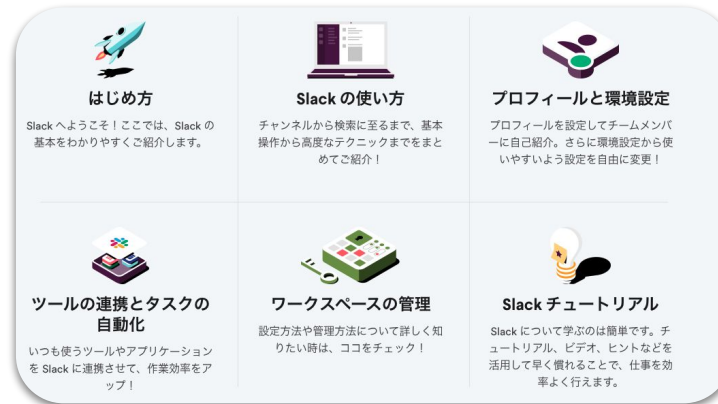 はじめ方
Slack へようこそ！ここでは、Slack の
基本をわかりやすくご紹介します。
Slack の使い方
チャンネルから検索に至るまで、基本
操作から高度なテクニックまでをまと
めてご紹介！
プロフィールと環境設定
プロフィールを設定してチームメンバ
ーに自己紹介。さらに環境設定から使
いやすいよう設定を自由に変更！
ツールの連携とタスクの
自動化
いつも使うツールやアプリケーション
を Slack に連携させて、作業効率をア
ップ！
ワークスペースの管理
設定方法や管理方法について詳しく知
りたい時は、ココをチェック！
Slack チュートリアル
Slack について学ぶのは簡単です。チ
ュートリアル、ビデオ、ヒントなどを
活用して早く慣れることで、仕事を効
率よく行えます。